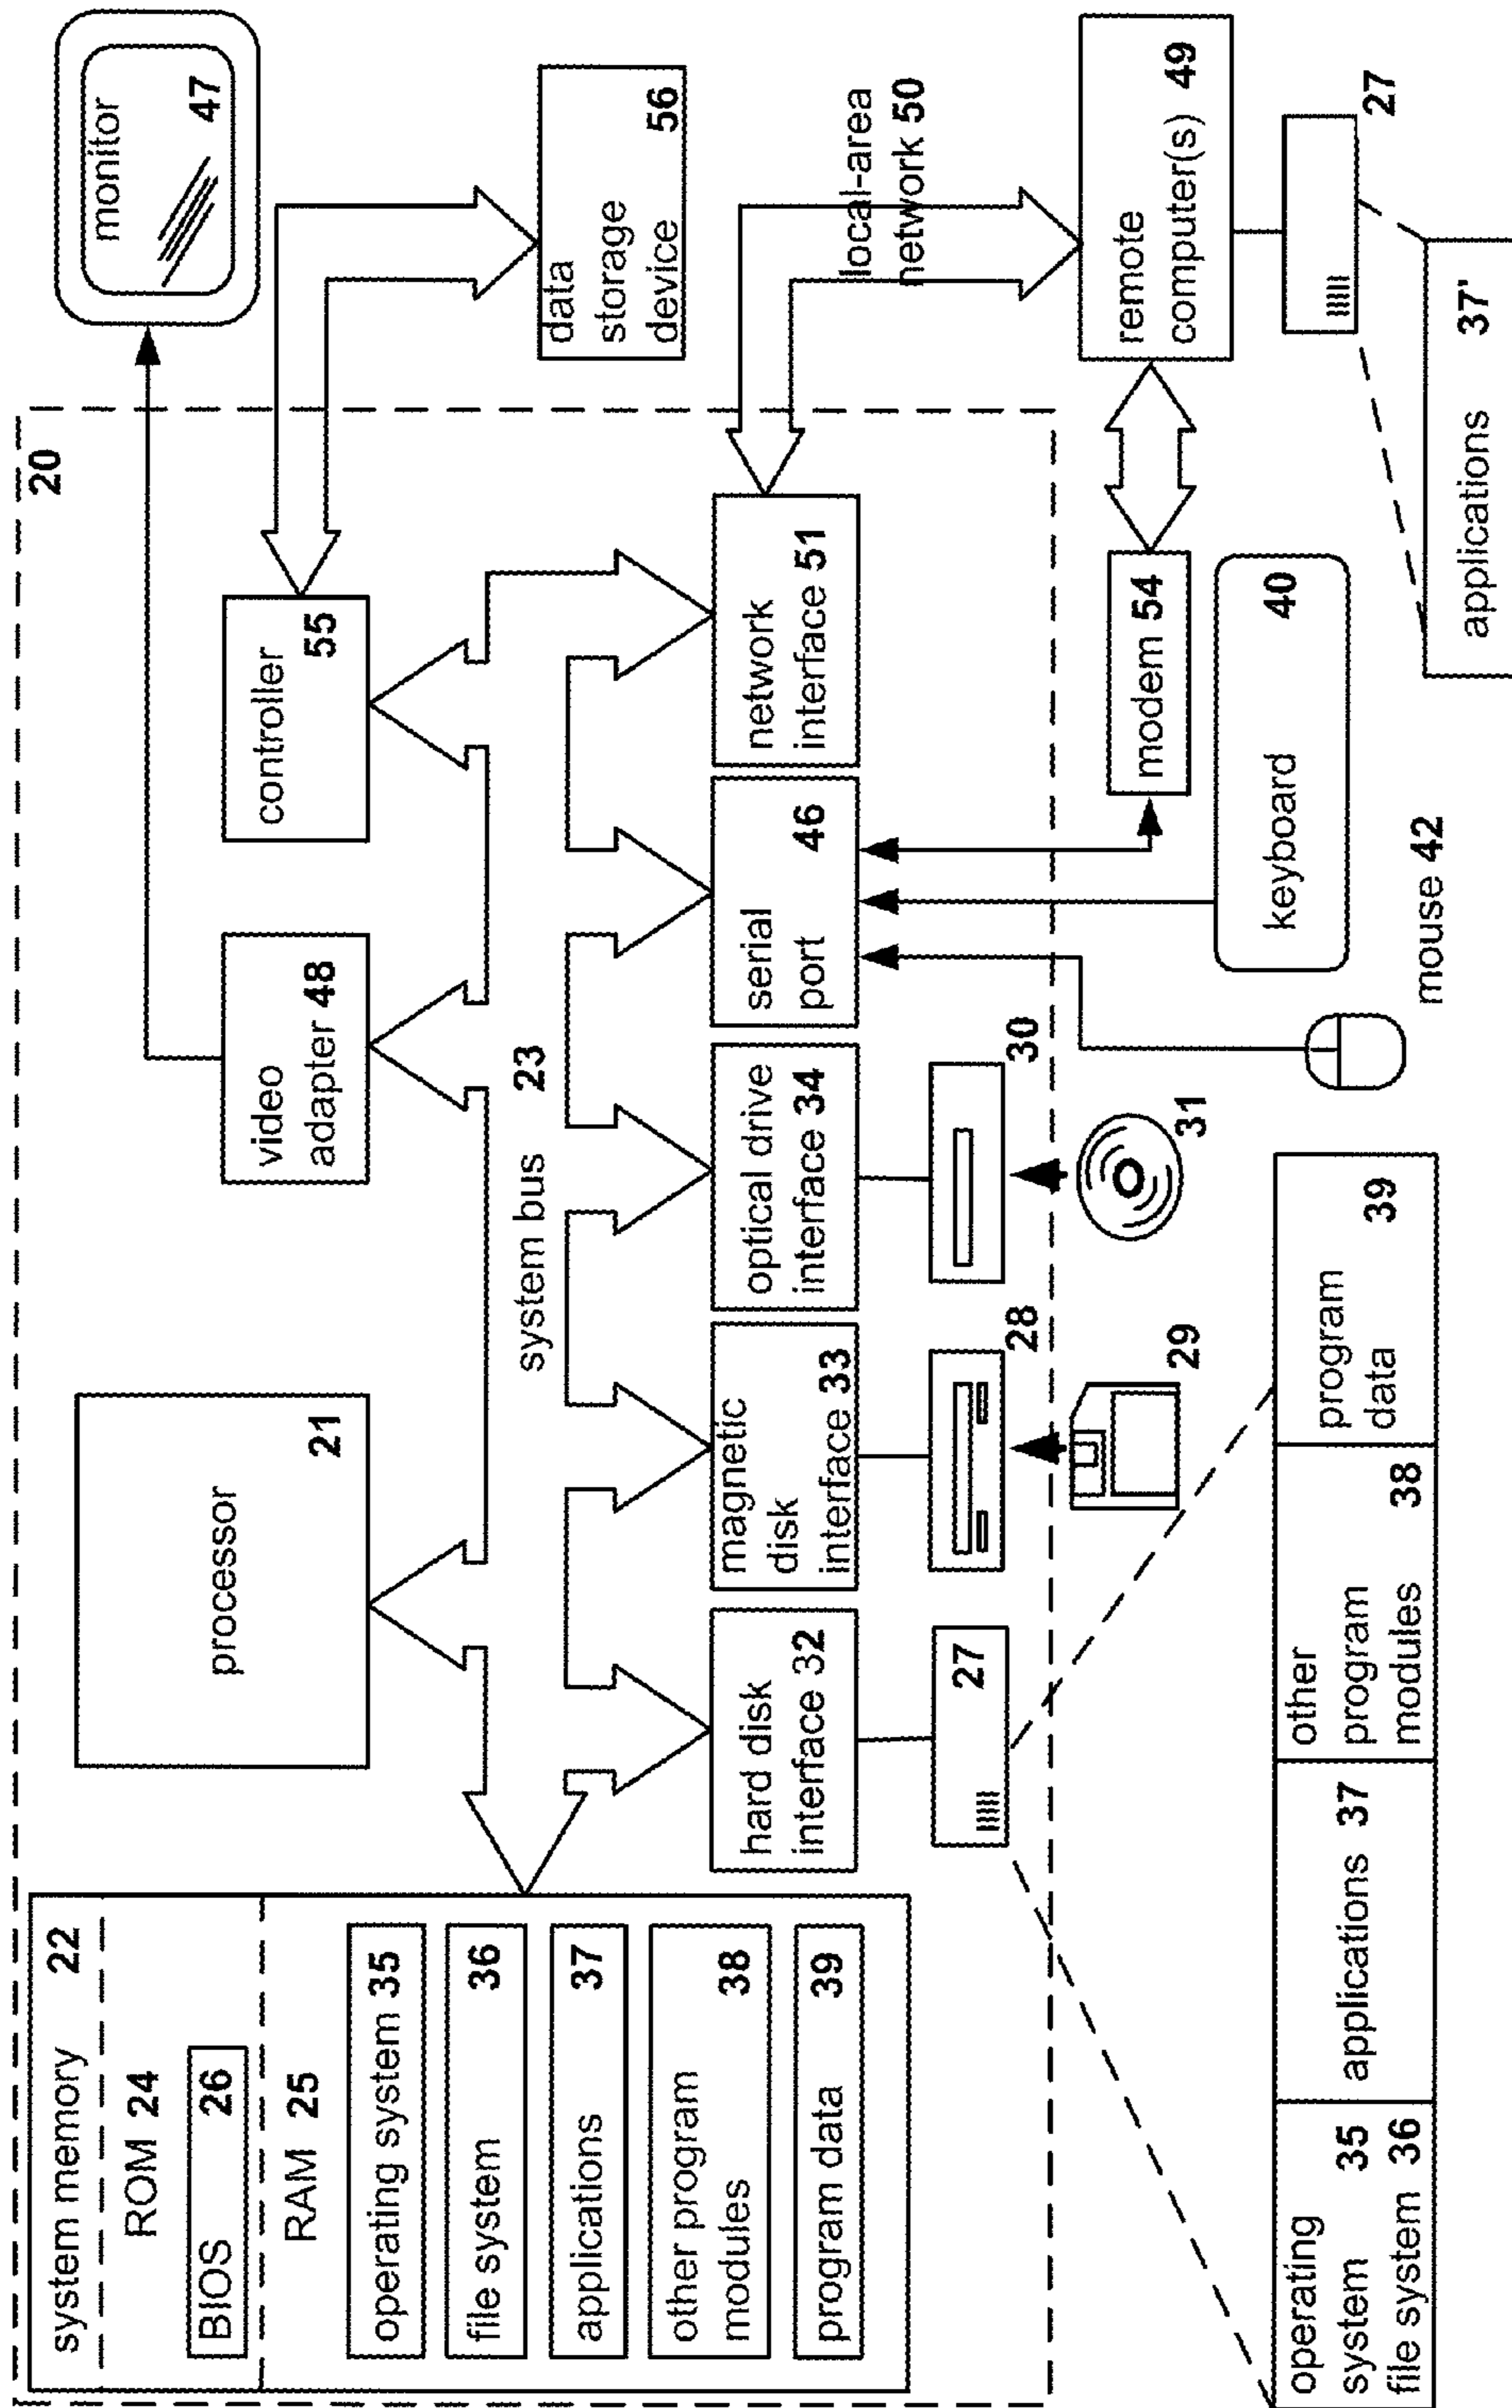 20
system memory 22
ROM 24
BIOS 26
RAM 25
operating system 35
file system 36
applications 37
other program
modules 38
program data 39
processor
21
video
adapter 48
controller
55
monitor
47
system bus 23
data
storage
device 56
hard disk
interface 32
magnetic
disk
interface 33
optical drive
interface 34
serial
port 46
network
interface 51
local-area
network 50
27
28
30
29
31
modem 54
remote
computer(s) 49
keyboard 40
mouse 42
27
operating
system 35
file system 36
applications 37
other
program
modules 38
program
data 39
applications 37'